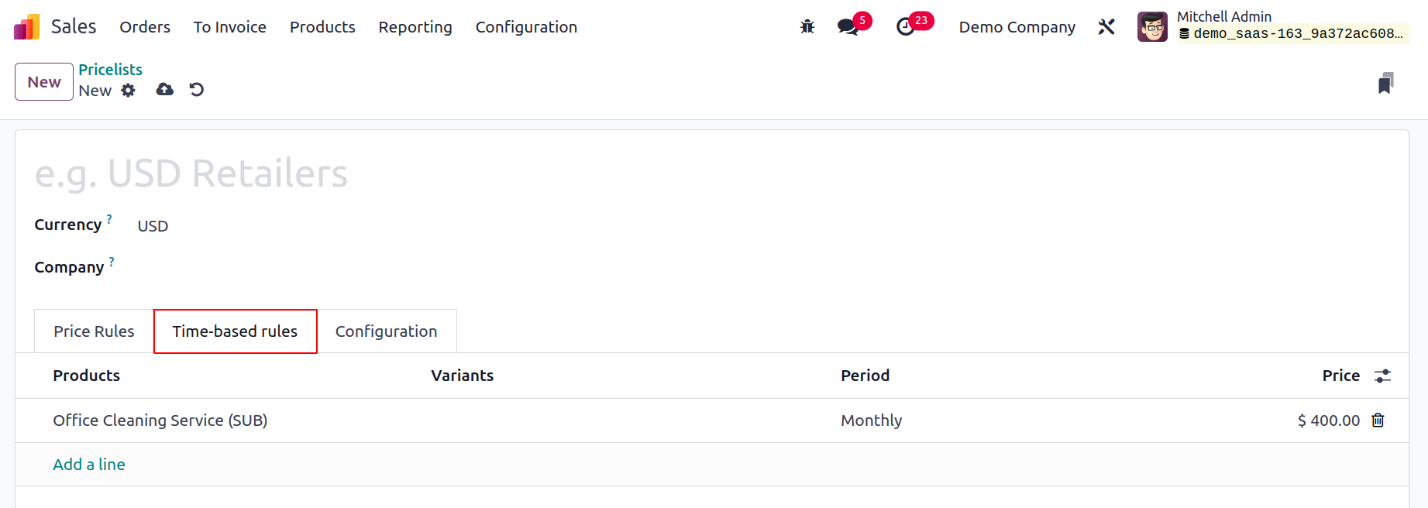 Sales Orders To Invoice Products Reporting Configuration 5 23 Demo Company Mitchell Admin
demo_saas-163_9a372ac608…
New Pricelists
New
e.g. USD Retailers
Currency ? USD
Company ?
Price Rules Time-based rules Configuration
Products Variants Period Price
Office Cleaning Service (SUB) Monthly $ 400.00
Add a line